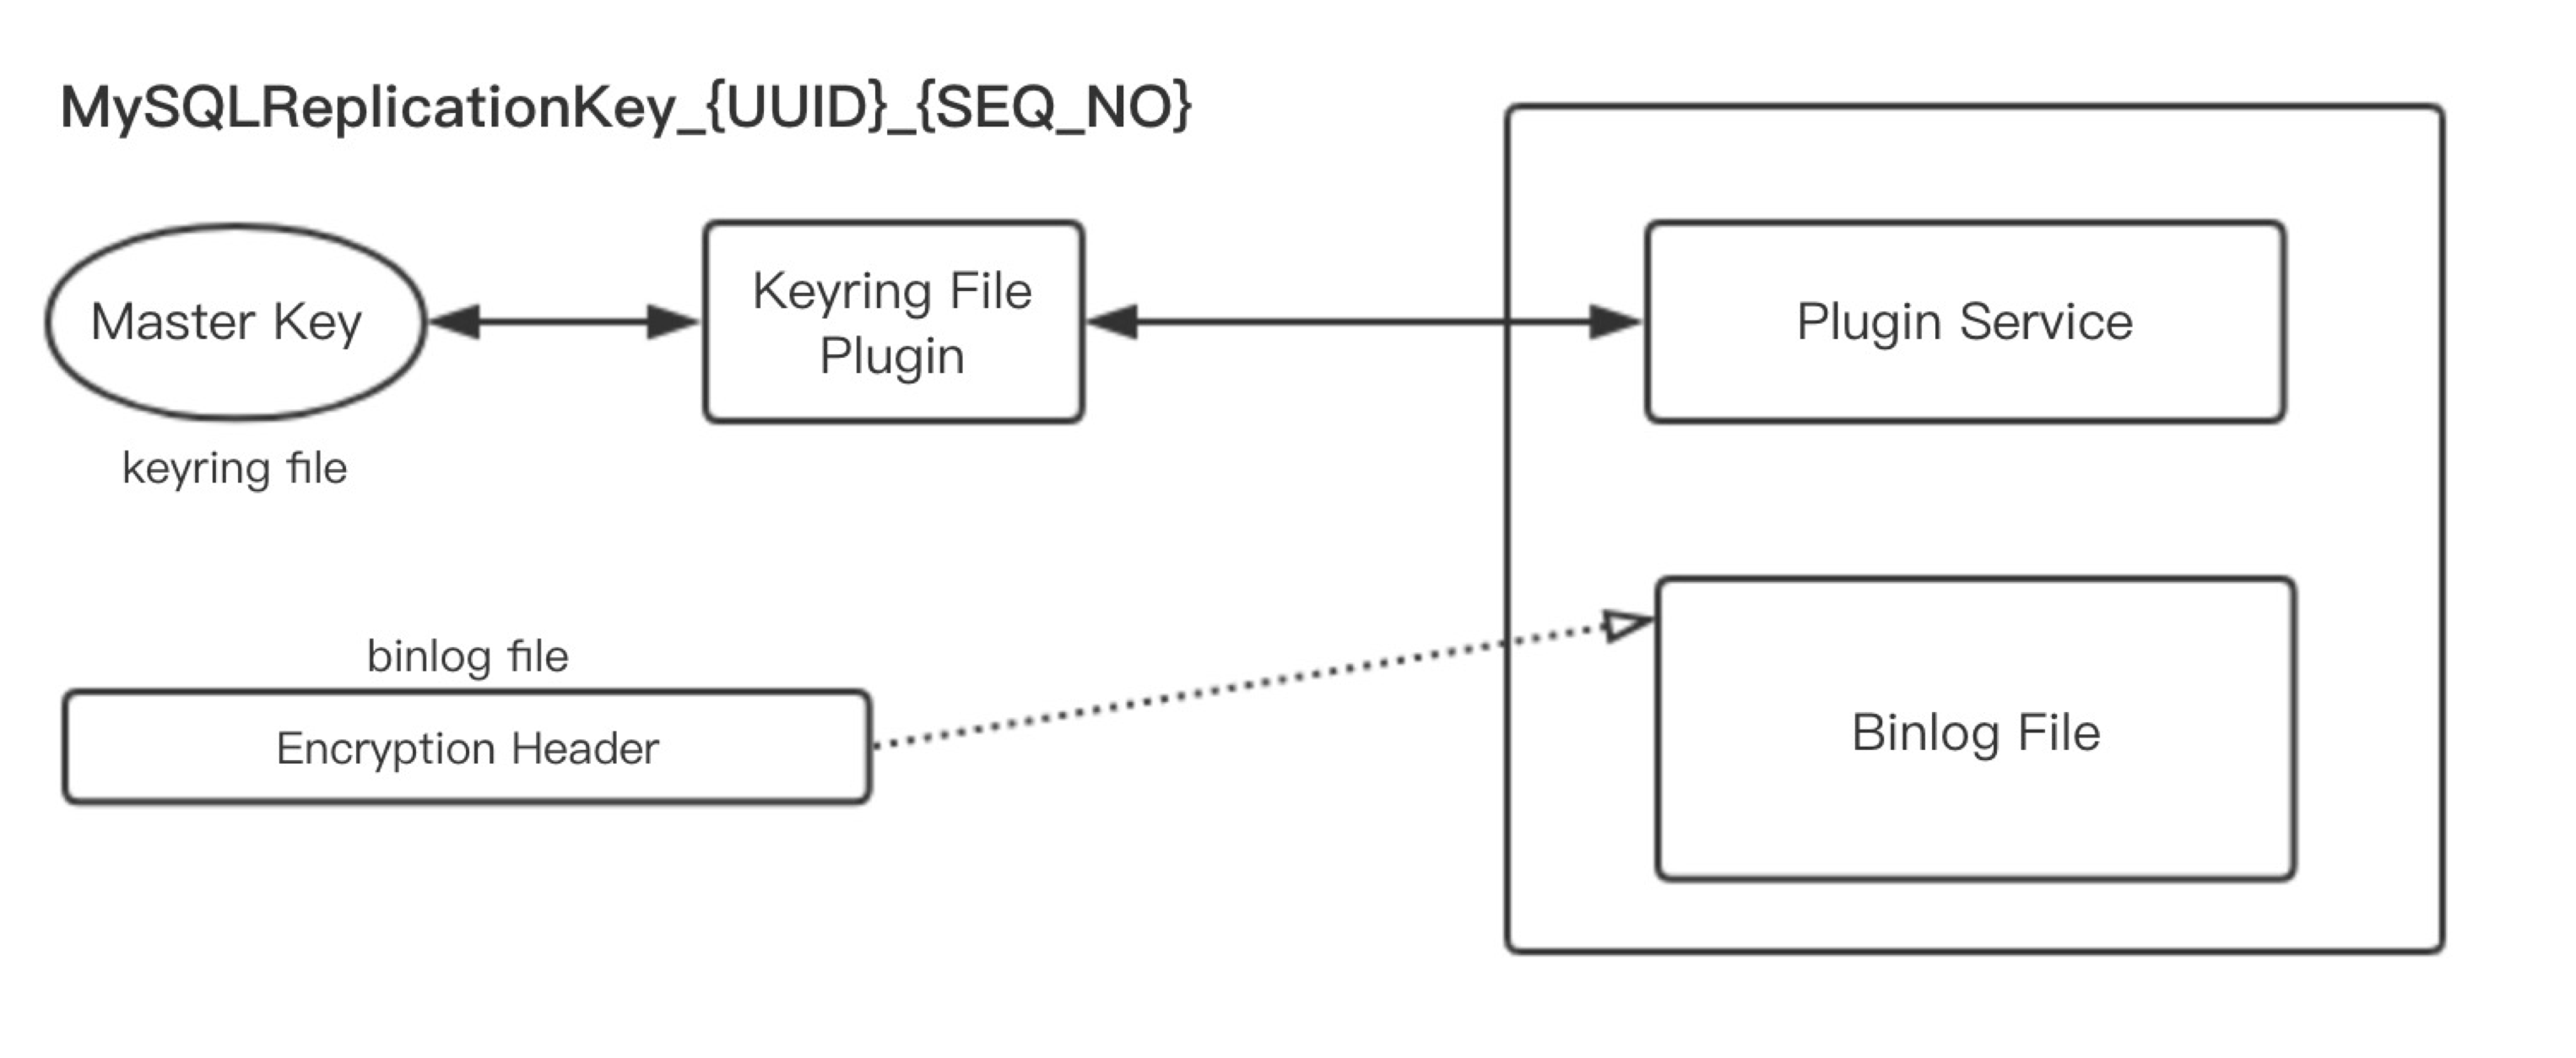 MySQLReplicationKey_{UUID}_{SEQ_NO}
Master Key
Keyring File
Plugin
Plugin Service
keyring file
binlog file
Encryption Header
Binlog File